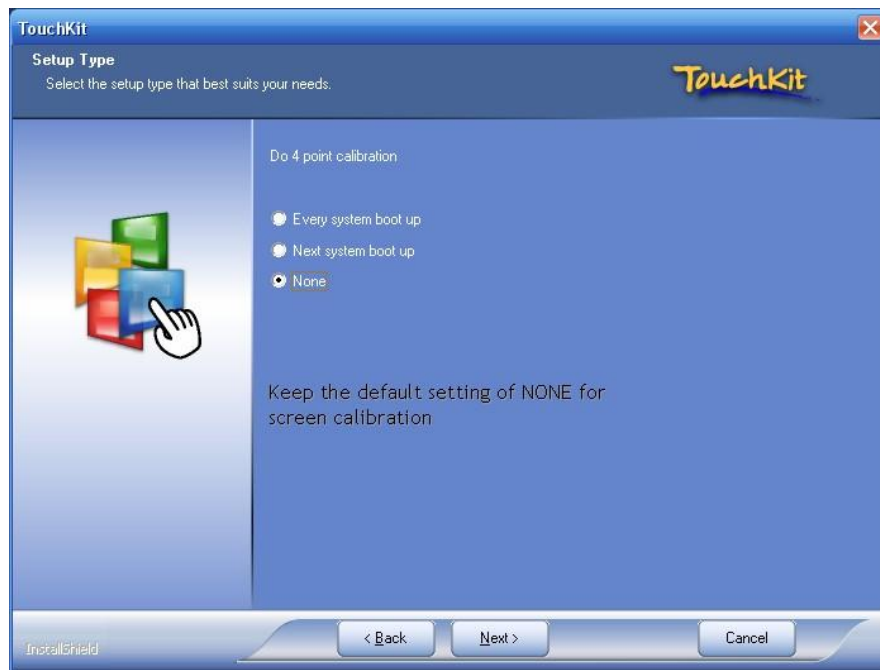 TouchKit
Setup Type
Select the setup type that best suits your needs.
TouchKit
Do 4 point calibration
Every system boot up
Next system boot up
None
Keep the default setting of NONE for
screen calibration
InstallShield
< Back
Next >
Cancel